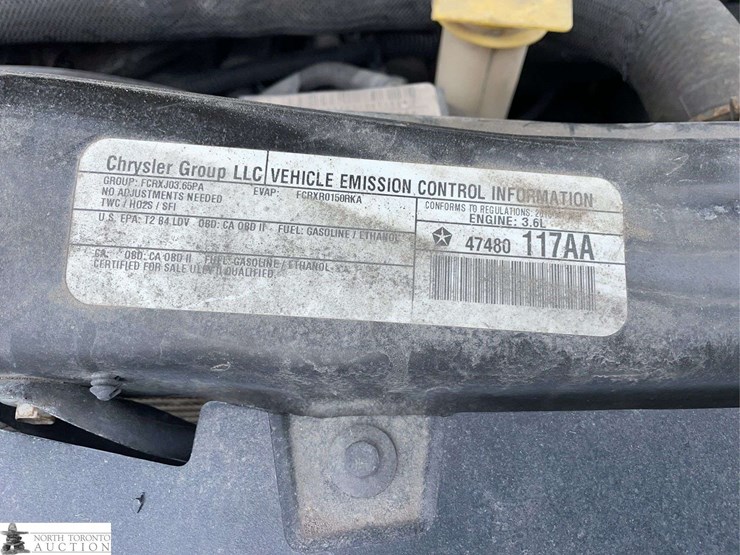 Chrysler Group LLC VEHICLE EMISSION CONTROL INFORMATION
GROUP: FCRXJ03.65PA EVAP: FCRXR0150RKA
NO ADJUSTMENTS NEEDED
TWC / HO2S / SFI
CONFORMS TO REGULATIONS:
ENGINE: 3.6L
U.S. EPA: T2 B4 LDV OBD: CA OBD II FUEL: GASOLINE / ETHANOL
47480 117AA
CA: OBD: CA OBD II FUEL: GASOLINE / ETHANOL
CERTIFIED FOR SALE QUALIFIED
NORTH TORONTO
AUCTION